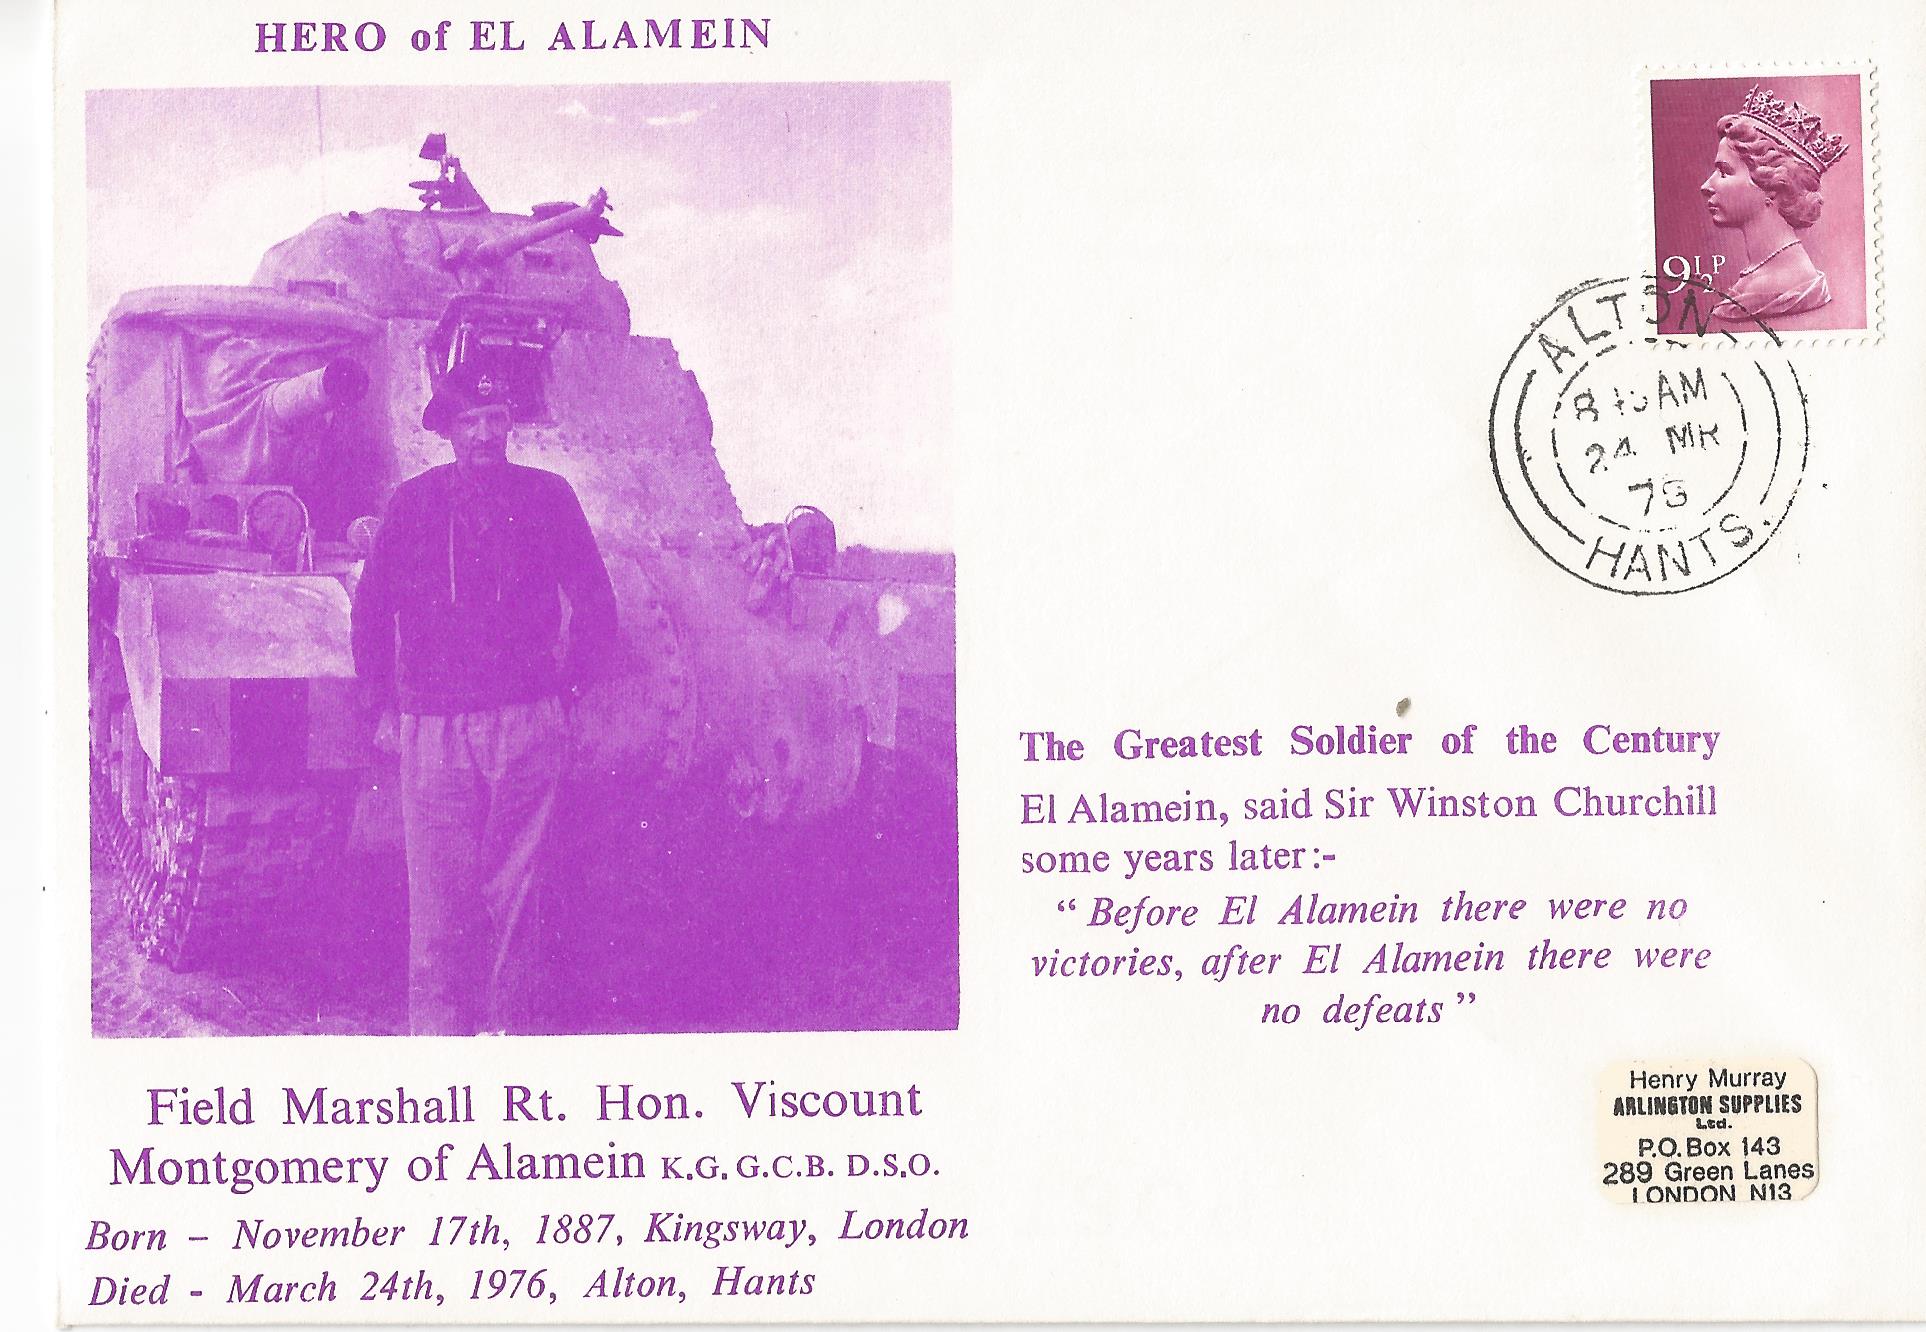 HERO of EL ALAMEIN
9½P
ALTON
8 45 AM
24 MR
HANTS.
The Greatest Soldier of the Century
El Alamein, said Sir Winston Churchill
some years later:-
“ Before El Alamein there were no
victories, after El Alamein there were
no defeats ”
Field Marshall Rt. Hon. Viscount
Montgomery of Alamein K.G. G.C.B. D.S.O.
Born – November 17th, 1887, Kingsway, London
Died - March 24th, 1976, Alton, Hants
Henry Murray
ARLINGTON SUPPLIES
Ltd.
P.O. Box 143
289 Green Lanes
LONDON N13